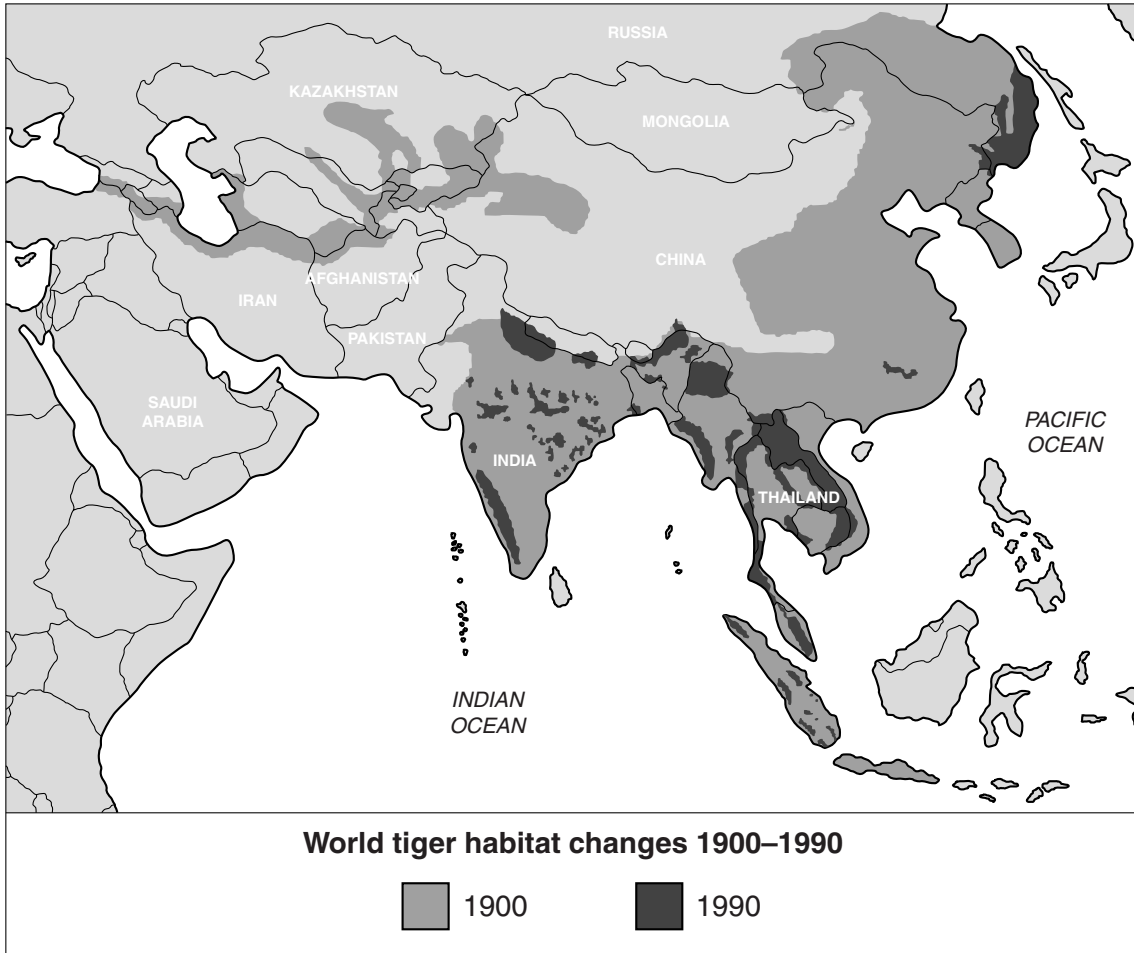 RUSSIA
KAZAKHSTAN
MONGOLIA
CHINA
AFGHANISTAN
IRAN
PAKISTAN
SAUDI
ARABIA
PACIFIC
OCEAN
INDIA
THAILAND
INDIAN
OCEAN
World tiger habitat changes 1900–1990
1900 1990